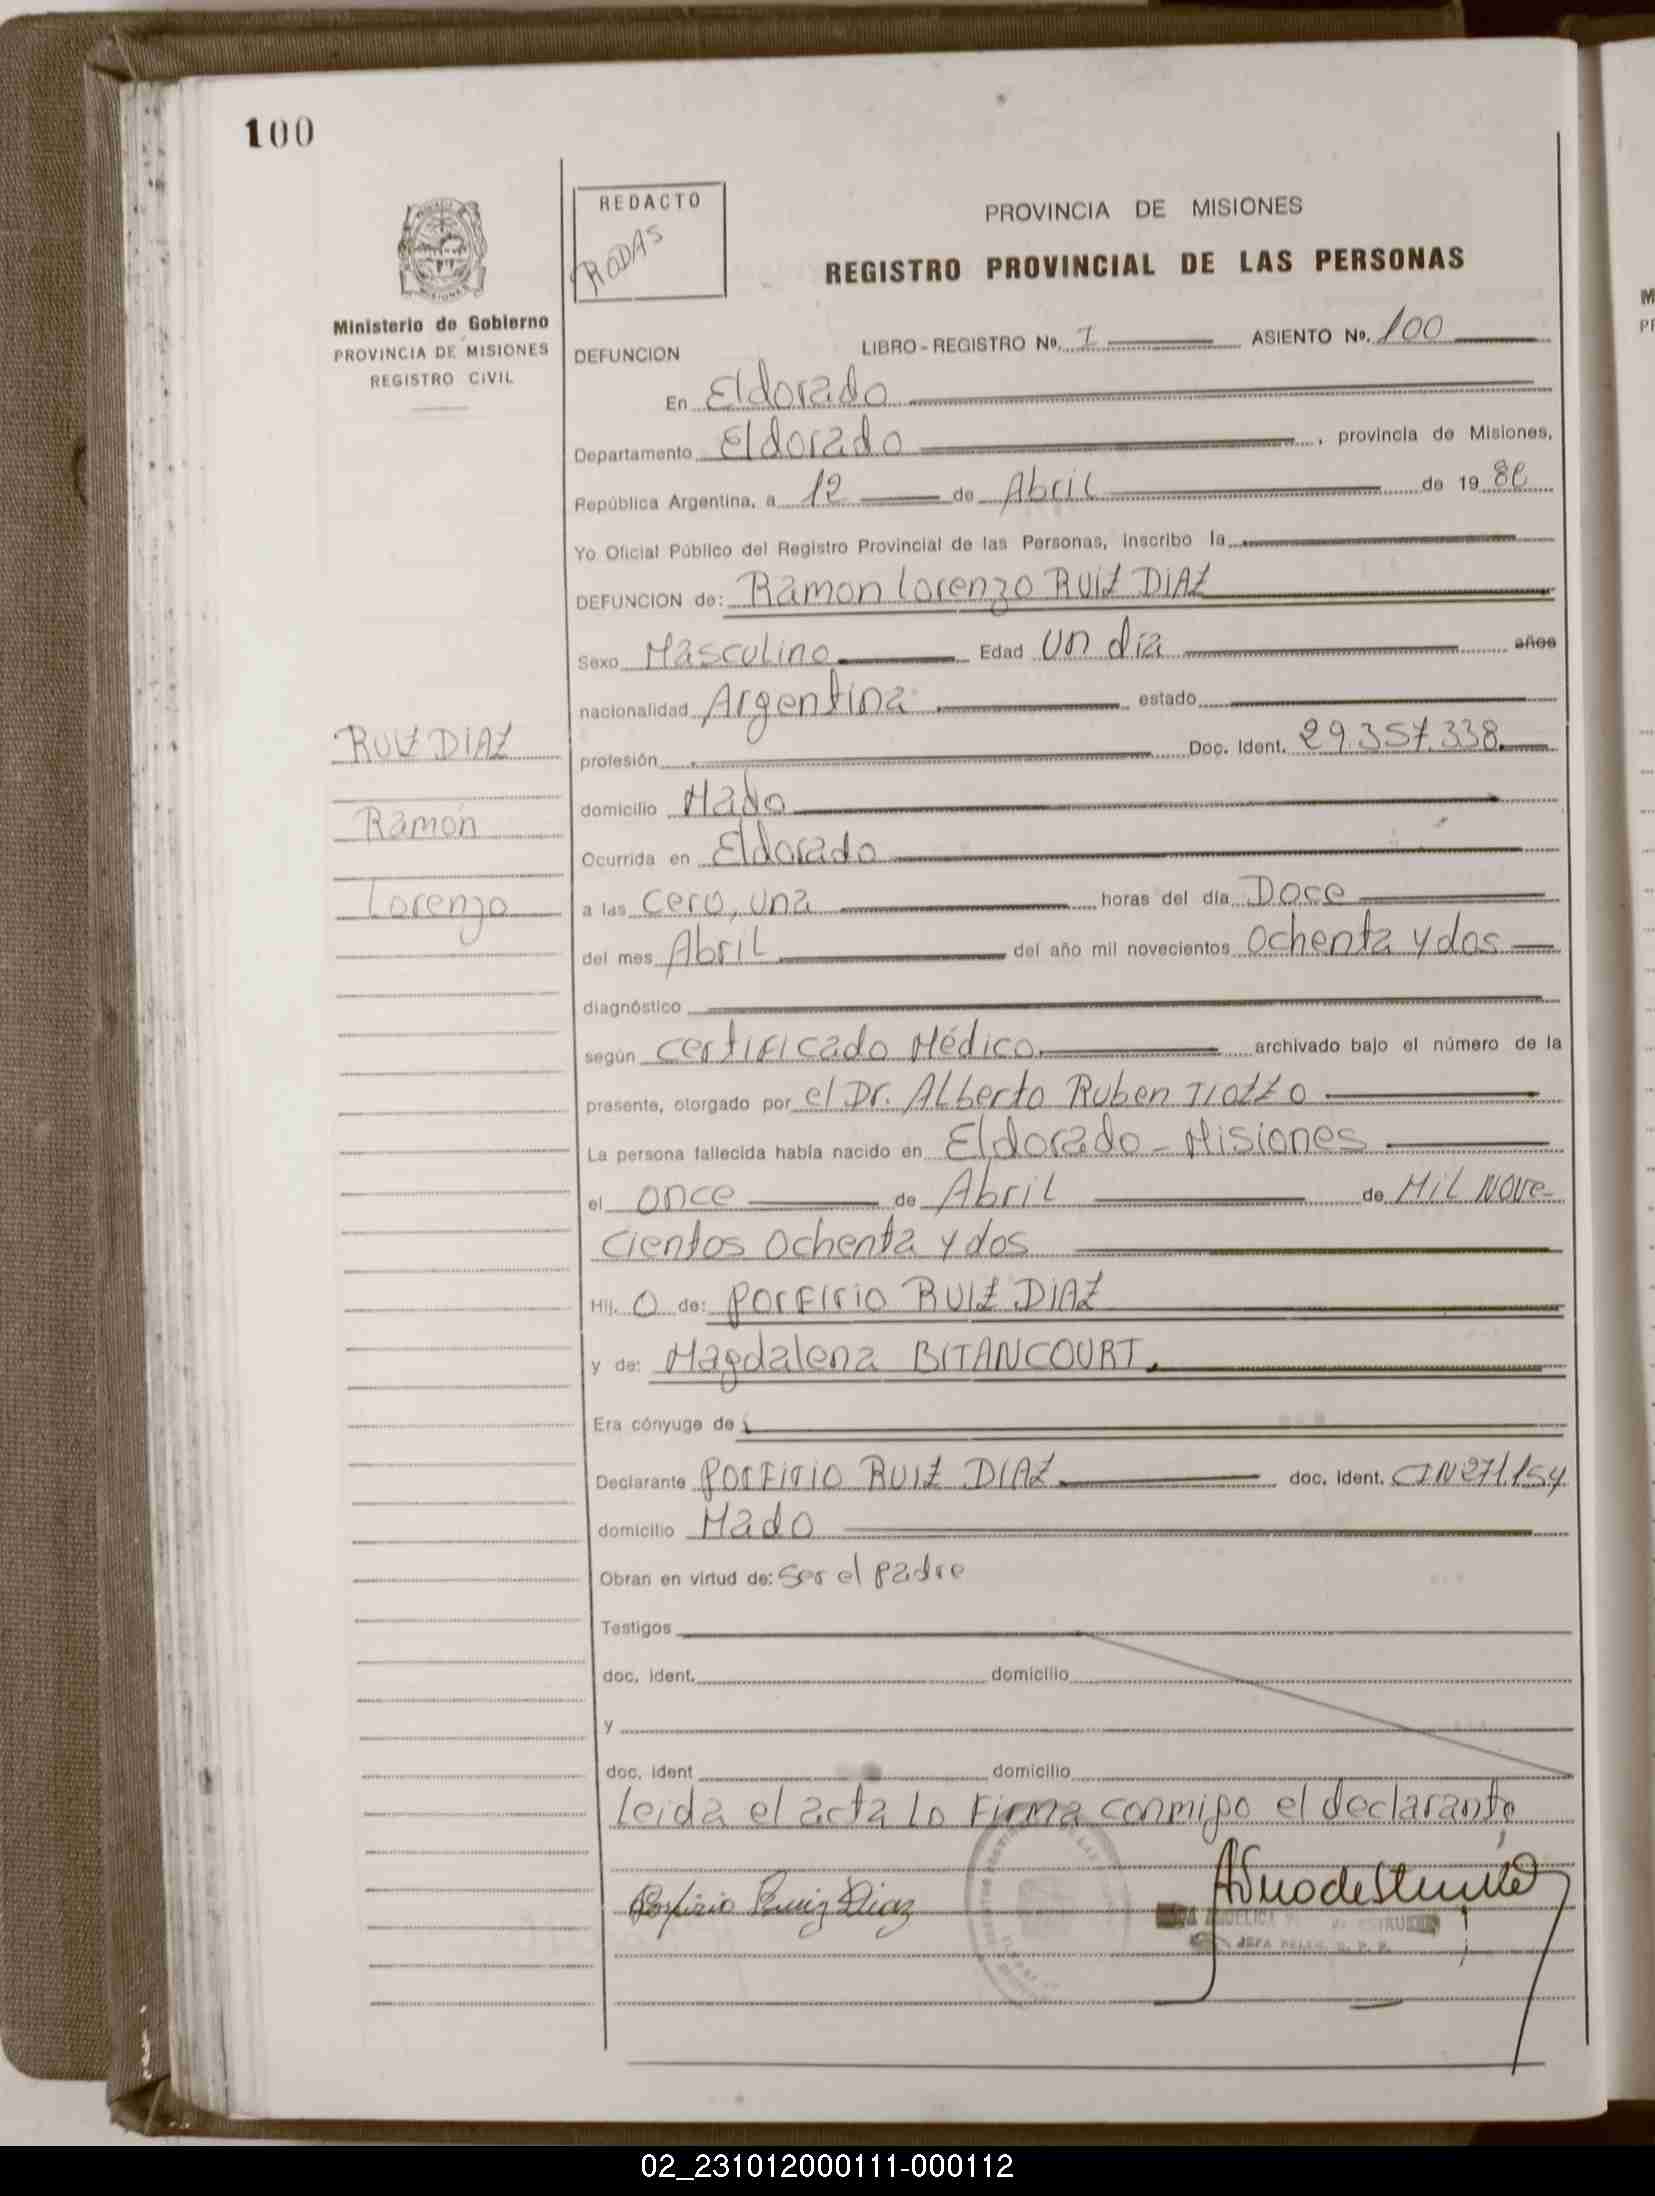 100
REDACTO
RODAS
PROVINCIA DE MISIONES
REGISTRO PROVINCIAL DE LAS PERSONAS
Ministerio de Gobierno
PROVINCIA DE MISIONES
REGISTRO CIVIL
DEFUNCION LIBRO - REGISTRO Nº. I ASIENTO Nº. 100
En Eldorado
Departamento Eldorado, provincia de Misiones,
República Argentina, a 12 de Abril de 19 82
Yo Oficial Público del Registro Provincial de las Personas, inscribo la
DEFUNCION de: Ramon Lorenzo RUIZ DIAZ
Sexo Masculino Edad un día años
nacionalidad Argentina estado
RUIZ DIAZ
Ramón
Lorenzo
profesión Doc. Ident. 29.357.338
domicilio Mado
Ocurrida en Eldorado
a las cero, una horas del día Doce
del mes Abril del año mil novecientos ochenta y dos
diagnóstico
según certificado Médico archivado bajo el número de la
presente, otorgado por el Dr. Alberto Ruben
La persona fallecida había nacido en Eldorado - Misiones
el once de Abril de Mil Nove-
cientos ochenta y dos
Hij. o de: Porfirio RUIZ DIAZ
y de: Magdalena BITANCOURT.
Era cónyuge de
Declarante Porfirio RUIZ DIAZ doc. ident. CIN 271.154
domicilio Mado
Obran en virtud de: ser el padre
Testigos
doc. ident. domicilio
y
doc. ident domicilio
Leida el acta lo firma conmigo el declarante
Porfirio Ruiz Diaz
JEFA
02_231012000111-000112
M